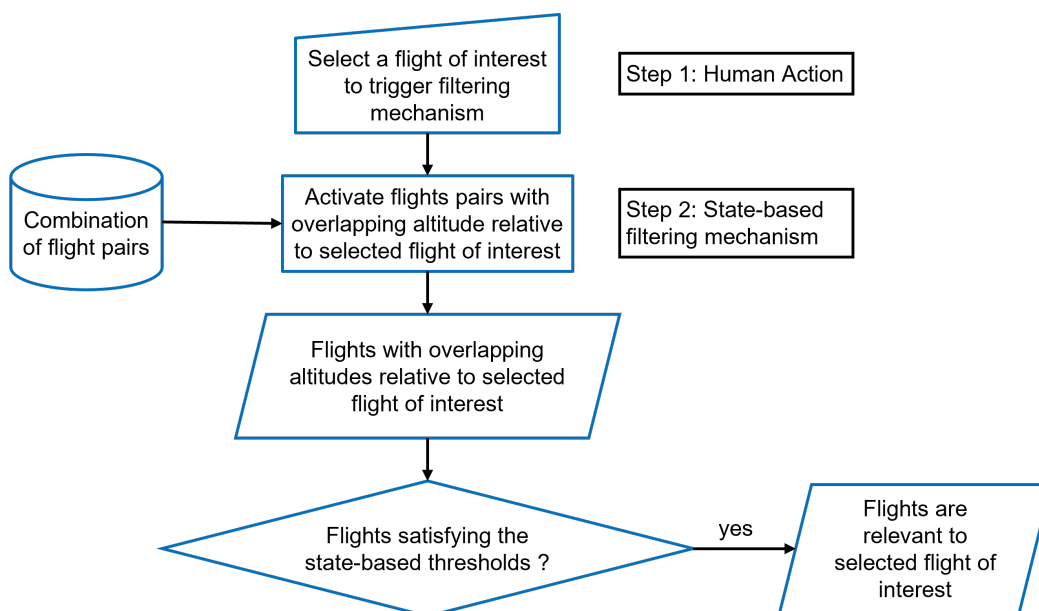 Select a flight of interest
to trigger filtering
mechanism
Step 1: Human Action
Combination
of flight pairs
Activate flights pairs with
overlapping altitude relative
to selected flight of interest
Step 2: State-based
filtering mechanism
Flights with overlapping
altitudes relative to selected
flight of interest
Flights satisfying the
state-based thresholds ?
yes
Flights are
relevant to
selected flight of
interest